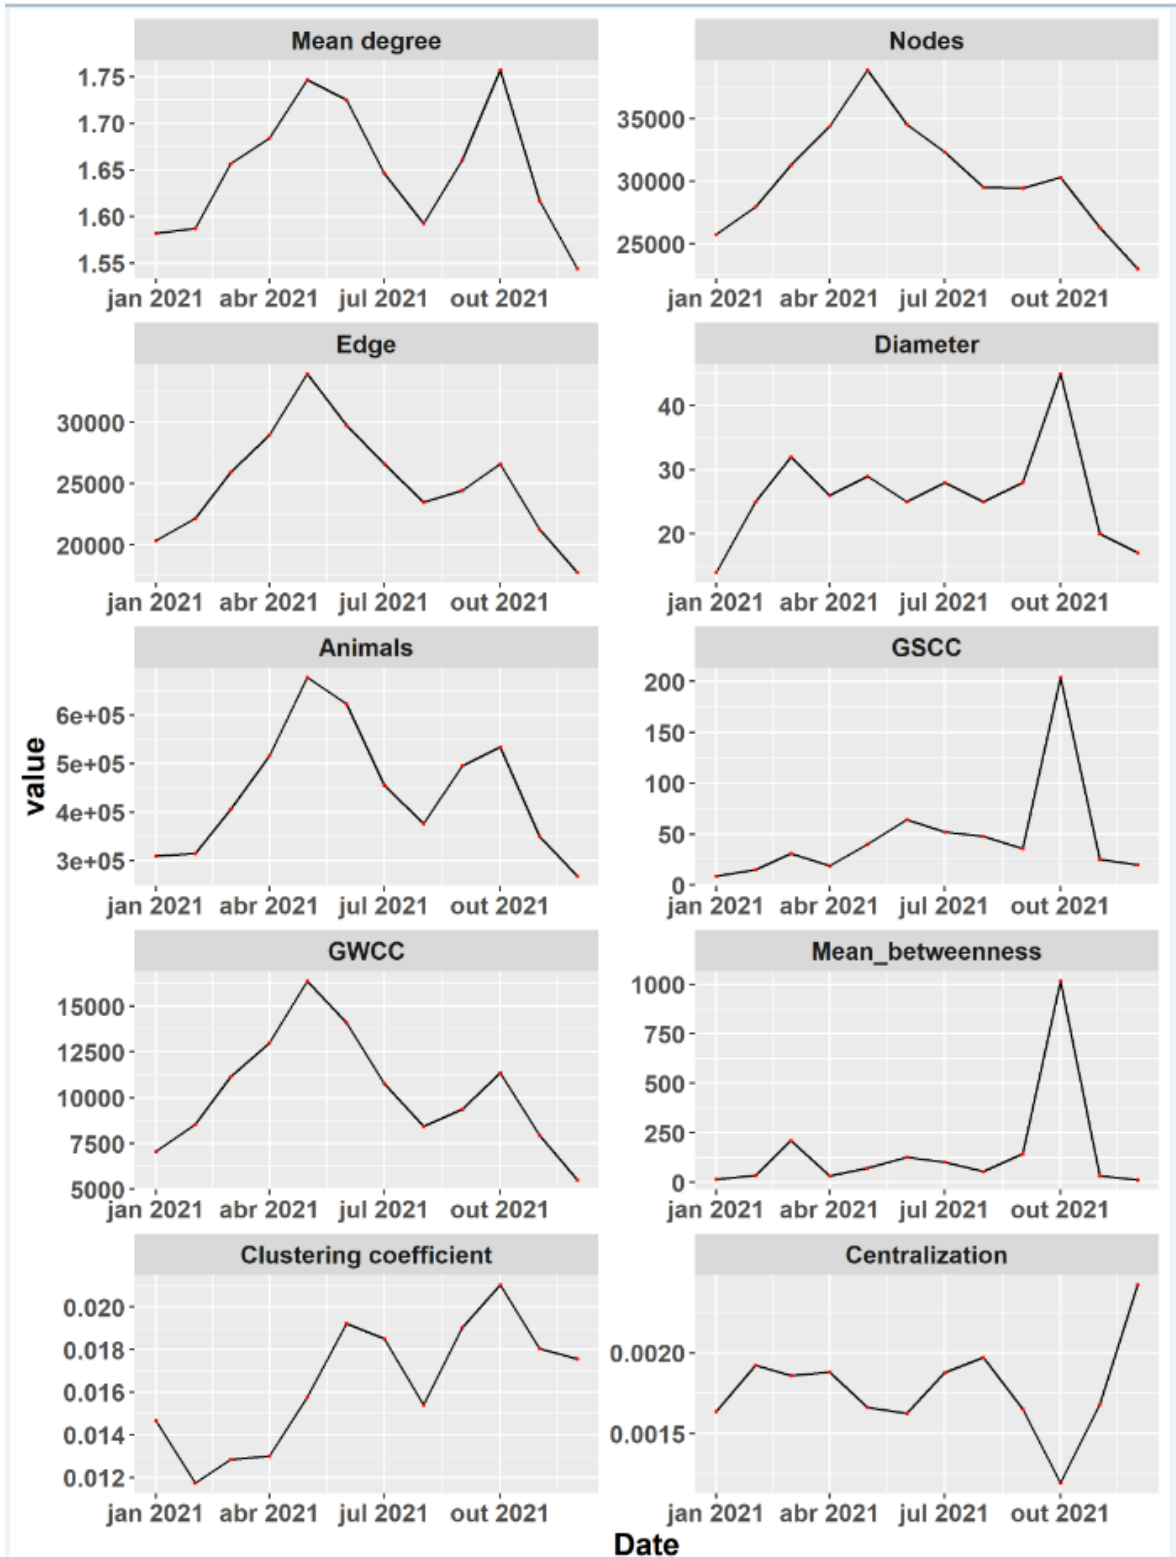 Mean degree
1.75
1.70
1.65
1.60
1.55
jan 2021 abr 2021 jul 2021 out 2021
Nodes
35000
30000
25000
jan 2021 abr 2021 jul 2021 out 2021
Edge
30000
25000
20000
jan 2021 abr 2021 jul 2021 out 2021
Diameter
40
30
20
jan 2021 abr 2021 jul 2021 out 2021
value
Animals
6e+05
5e+05
4e+05
3e+05
jan 2021 abr 2021 jul 2021 out 2021
GSCC
200
150
100
50
0
jan 2021 abr 2021 jul 2021 out 2021
GWCC
15000
12500
10000
7500
5000
jan 2021 abr 2021 jul 2021 out 2021
Mean_betweenness
1000
750
500
250
0
jan 2021 abr 2021 jul 2021 out 2021
Clustering coefficient
0.020
0.018
0.016
0.014
0.012
jan 2021 abr 2021 jul 2021 out 2021
Centralization
0.0020
0.0015
jan 2021 abr 2021 jul 2021 out 2021
Date